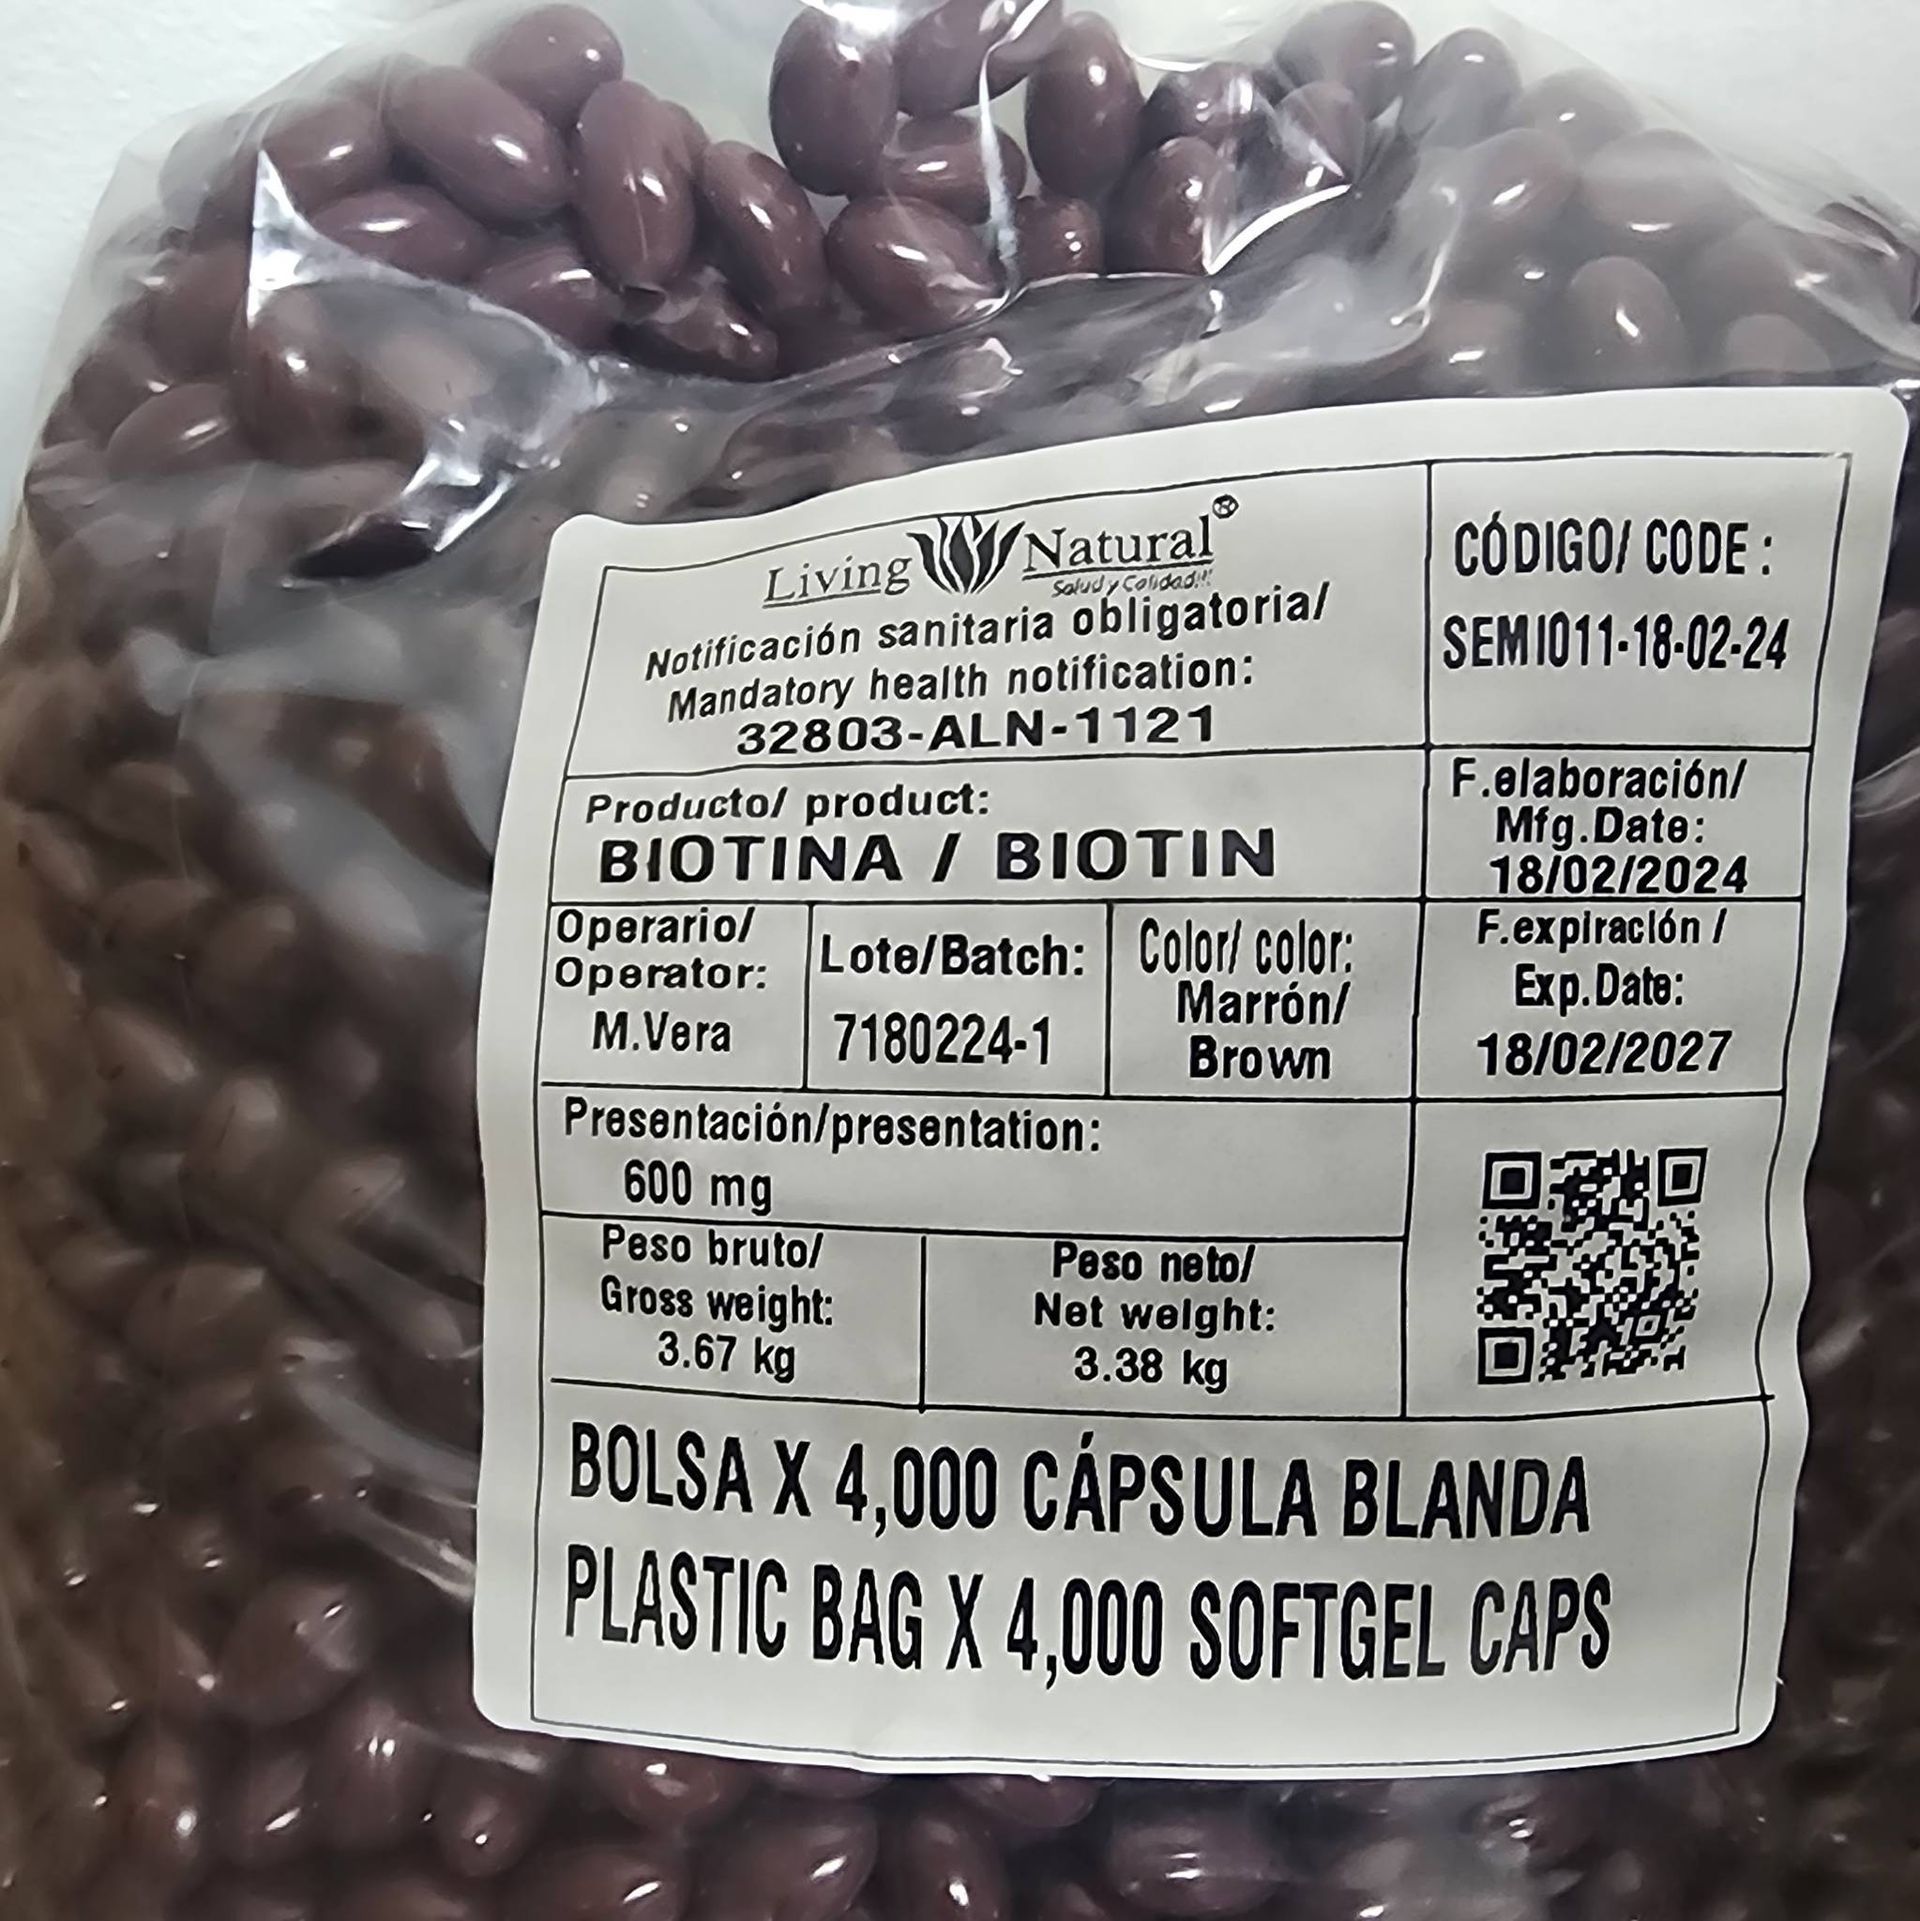 Living Natural®
Salud y Calidad!!!
Notificación sanitaria obligatoria/
Mandatory health notification:
32803-ALN-1121
CÓDIGO/ CODE :
SEMI011-18-02-24
Producto/ product:
BIOTINA / BIOTIN
F.elaboración/
Mfg.Date:
18/02/2024
Operario/
Operator:
M.Vera
Lote/Batch:
7180224-1
Color/ color:
Marrón/
Brown
F.expiración /
Exp.Date:
18/02/2027
Presentación/presentation:
600 mg
Peso bruto/
Gross weight:
3.67 kg
Peso neto/
Net weight:
3.38 kg
BOLSA X 4,000 CÁPSULA BLANDA
PLASTIC BAG X 4,000 SOFTGEL CAPS